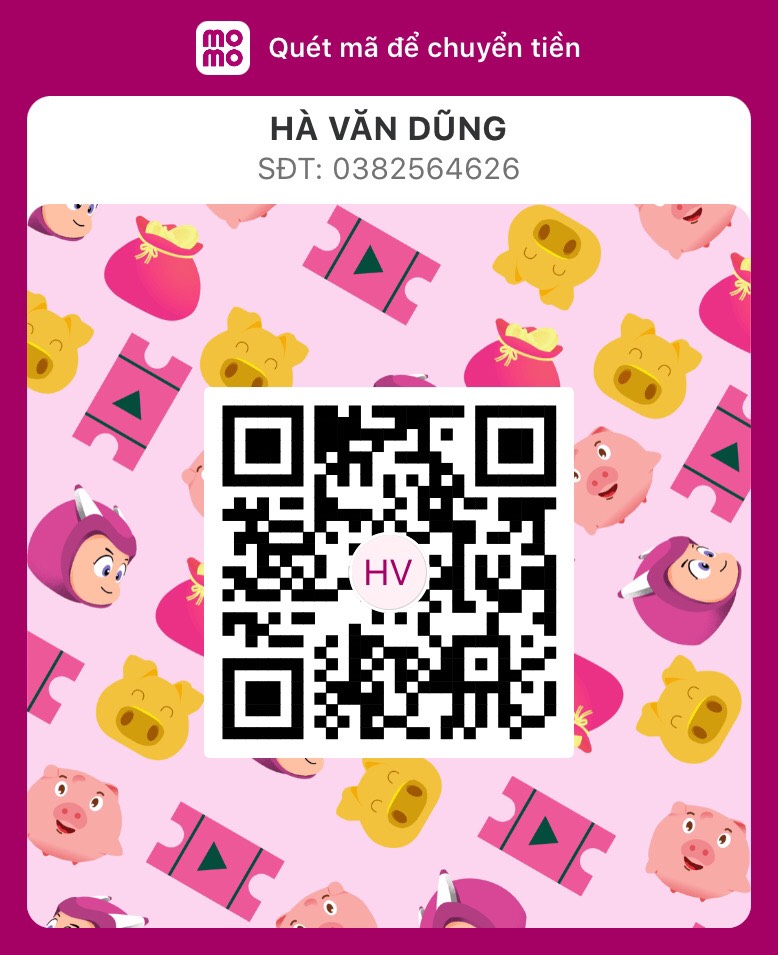 momo
Quét mã để chuyển tiền
HÀ VĂN DŨNG
SĐT: 0382564626
HV